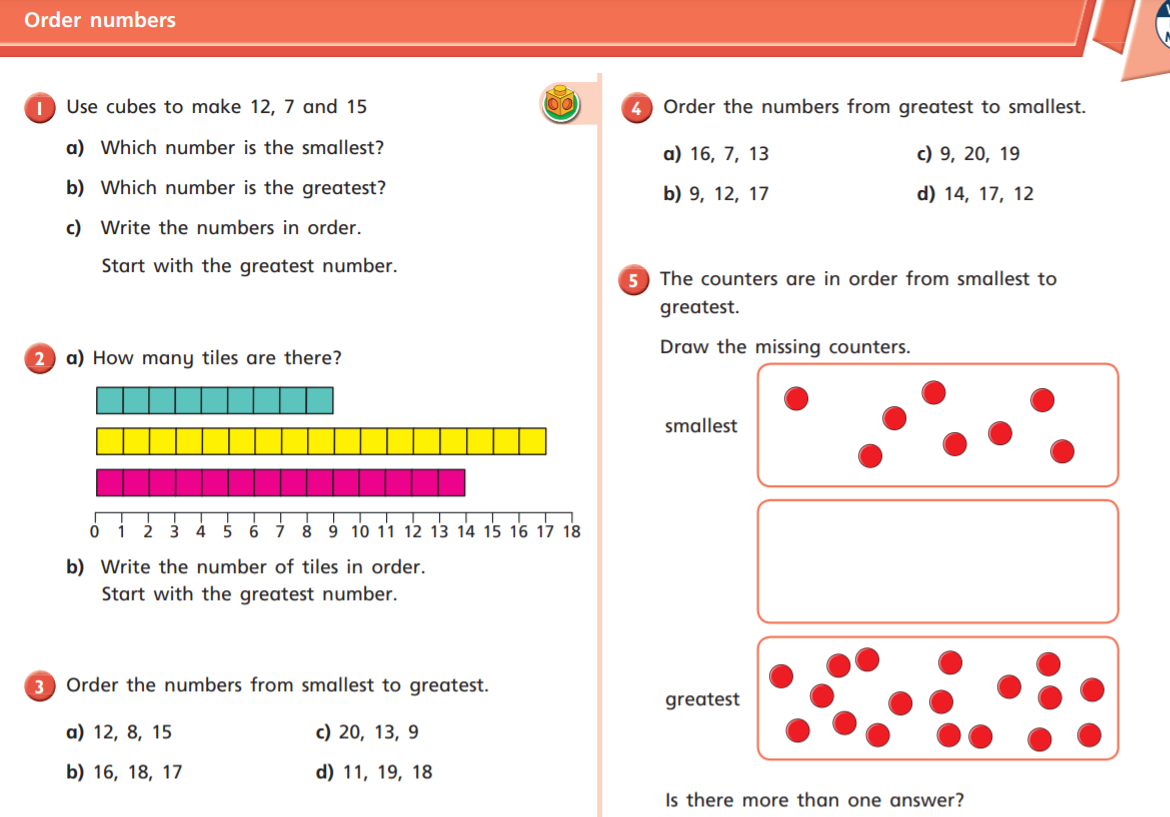 Order numbers
1 Use cubes to make 12, 7 and 15
a) Which number is the smallest?
b) Which number is the greatest?
c) Write the numbers in order.
Start with the greatest number.
2 a) How many tiles are there?
0 1 2 3 4 5 6 7 8 9 10 11 12 13 14 15 16 17 18
b) Write the number of tiles in order.
Start with the greatest number.
3 Order the numbers from smallest to greatest.
a) 12, 8, 15 c) 20, 13, 9
b) 16, 18, 17 d) 11, 19, 18
4 Order the numbers from greatest to smallest.
a) 16, 7, 13 c) 9, 20, 19
b) 9, 12, 17 d) 14, 17, 12
5 The counters are in order from smallest to
greatest.
Draw the missing counters.
smallest
greatest
Is there more than one answer?